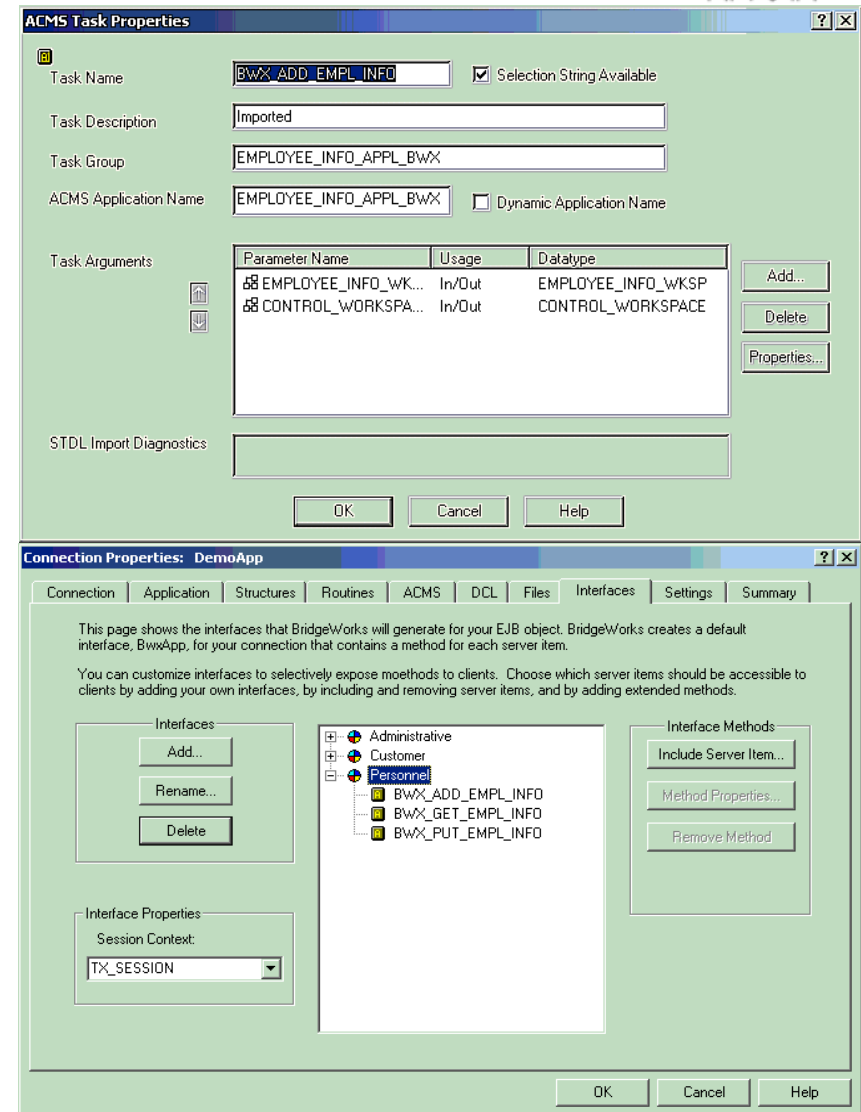 ACMS Task Properties
Task Name
BWX_ADD_EMPL_INFO
Selection String Available
Task Description
Imported
Task Group
EMPLOYEE_INFO_APPL_BWX
ACMS Application Name
EMPLOYEE_INFO_APPL_BWX
Dynamic Application Name
Task Arguments
Parameter Name Usage Datatype
EMPLOYEE_INFO_WK... In/Out EMPLOYEE_INFO_WKSP
CONTROL_WORKSPA... In/Out CONTROL_WORKSPACE
Add...
Delete
Properties...
STDL Import Diagnostics
OK Cancel Help
Connection Properties: DemoApp
Connection Application Structures Routines ACMS DCL Files Interfaces Settings Summary
This page shows the interfaces that BridgeWorks will generate for your EJB object. BridgeWorks creates a default
interface, BwxApp, for your connection that contains a method for each server item.
You can customize interfaces to selectively expose moethods to clients. Choose which server items should be accessible to
clients by adding your own interfaces, by including and removing server items, and by adding extended methods.
Interfaces
Add...
Rename...
Delete
Administrative
Customer
Personnel
BWX_ADD_EMPL_INFO
BWX_GET_EMPL_INFO
BWX_PUT_EMPL_INFO
Interface Methods
Include Server Item...
Method Properties...
Remove Method
Interface Properties
Session Context:
TX_SESSION
OK Cancel Help